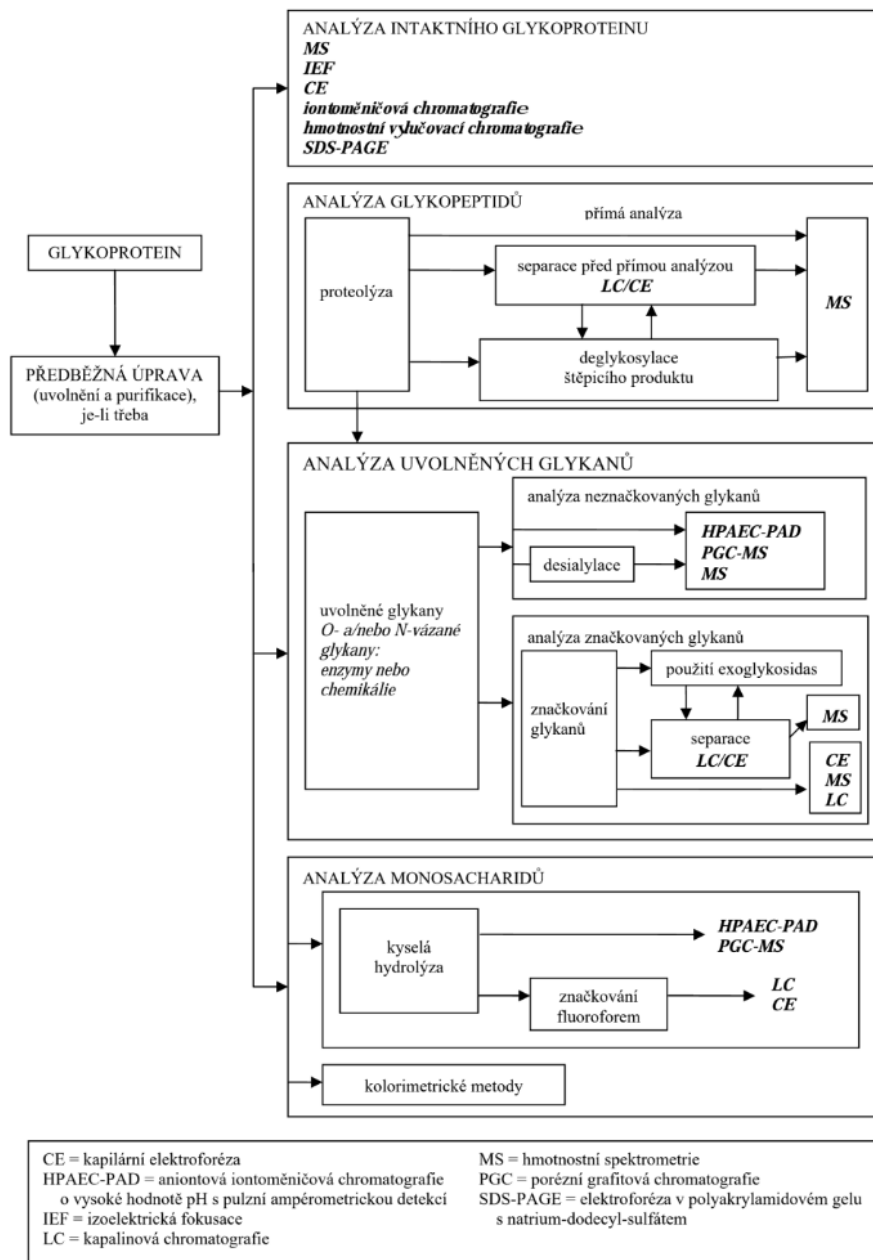 ANALÝZA INTAKTNÍHO GLYKOPROTEINU
MS
IEF
CE
iontoměničová chromatografie
hmotnostní vylučovací chromatografie
SDS-PAGE
GLYKOPROTEIN
PŘEDBĚŽNÁ ÚPRAVA
(uvolnění a purifikace),
je-li třeba
ANALÝZA GLYKOPEPTIDŮ
přímá analýza
proteolýza
separace před přímou analýzou
LC/CE
deglykosylace
štěpicího produktu
MS
ANALÝZA UVOLNĚNÝCH GLYKANŮ
uvolněné glykany
O- a/nebo N-vázané
glykany:
enzymy nebo
chemikálie
analýza neznačkovaných glykanů
desialylace
HPAEC-PAD
PGC-MS
MS
analýza značkovaných glykanů
značkování
glykanů
použití exoglykosidas
separace
LC/CE
MS
CE
MS
LC
ANALÝZA MONOSACHARIDŮ
kyselá
hydrolýza
HPAEC-PAD
PGC-MS
značkování
fluoroforem
LC
CE
kolorimetrické metody
CE = kapilární elektroforéza
HPAEC-PAD = aniontová iontoměničová chromatografie
o vysoké hodnotě pH s pulzní ampérometrickou detekcí
IEF = izoelektrická fokusace
LC = kapalinová chromatografie
MS = hmotnostní spektrometrie
PGC = porézní grafitová chromatografie
SDS-PAGE = elektroforéza v polyakrylamidovém gelu
s natrium-dodecyl-sulfátem